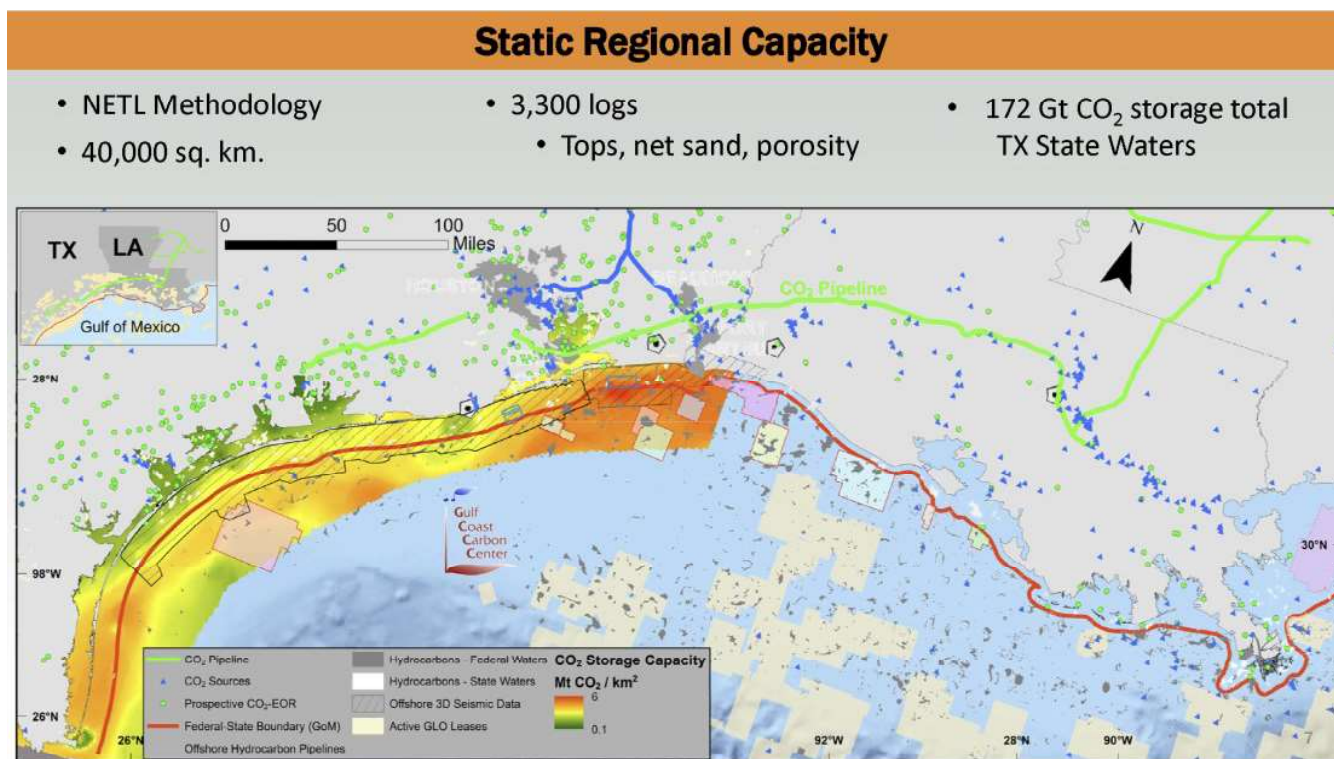 Static Regional Capacity
• NETL Methodology
• 40,000 sq. km.
• 3,300 logs
• Tops, net sand, porosity
• 172 Gt CO₂ storage total
TX State Waters
TX
LA
Gulf of Mexico
0 50 100
Miles
HOUSTON
BEAUMONT
PORT
CO₂ Pipeline
N
28°N
98°W
26°N
26°N
Gulf
Coast
Carbon
Center
30°N
92°W
28°N
90°W
7
CO₂ Pipeline
CO₂ Sources
Prospective CO₂-EOR
Federal-State Boundary (GoM)
Offshore Hydrocarbon Pipelines
Hydrocarbons - Federal Waters
Hydrocarbons - State Waters
Offshore 3D Seismic Data
Active GLO Leases
CO₂ Storage Capacity
Mt CO₂ / km²
6
0.1